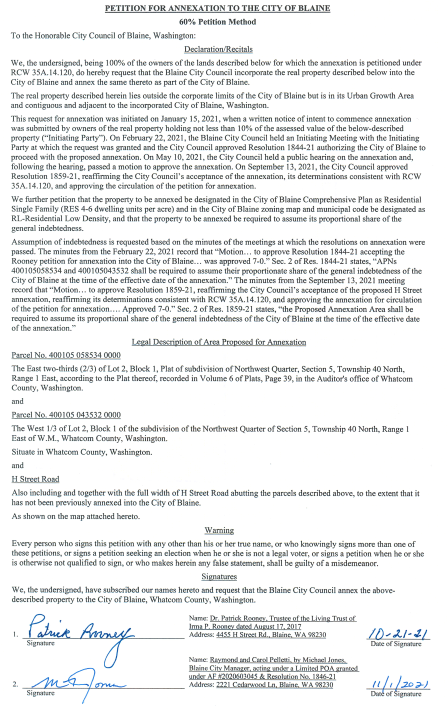 PETITION FOR ANNEXATION TO THE CITY OF BLAINE
60% Petition Method
To the Honorable City Council of Blaine, Washington:
Declaration/Recitals
We, the undersigned, being 100% of the owners of the lands described below for which the annexation is petitioned under
RCW 35A.14.120, do hereby request that the Blaine City Council incorporate the real property described below into the
City of Blaine and annex the same thereto as part of the City.
The real property described herein lies outside the corporate limits of the City of Blaine but is in its Urban Growth Area
and contiguous and adjacent to the incorporated City of Blaine, Washington.
This request for annexation was initiated on January 15, 2021, when a written notice of intent to commence annexation
was submitted by owners of the real property holding not less than 10% of the assessed value of the below-described
property ("Initiating Party"). On February 22, 2021, the Blaine City Council held an Initiating Meeting with the Initiating
Party at which the request was granted and the City Council approved Resolution 1844-21 authorizing the City of Blaine to
proceed with the proposed annexation. On May 10, 2021, the City Council held a public hearing on the annexation and,
following the hearing, passed a motion to approve the annexation. On September 13, 2021, the City Council approved
Resolution 1859-21, reaffirming the City Council's acceptance of the annexation, its determinations consistent with RCW
35A.14.120, and approving the circulation of the petition for annexation.
We further petition that the property to be annexed be designated in the City of Blaine Comprehensive Plan as Residential
Single Family (RES 4-6 dwelling units per acre) and in the City of Blaine zoning map and municipal code be designated as
RL-Residential Low Density, and that the property to be annexed be required to assume its proportional share of the
general indebtedness.
Assumption of indebtedness is requested based on the minutes of the meetings at which the resolutions on annexation were
passed. The minutes from the February 22, 2021 record that "Motion… to approve Resolution 1844-21 accepting the
Rooney petition for annexation into the City of Blaine… was approved 7-0." Sec. 2 of Res. 1844-21 states, "APNs
400105058534 and 400105043532 shall be required to assume their proportionate share of the general indebtedness of the
City of Blaine at the time of the effective date of the annexation." The minutes from the September 13, 2021 meeting
record that "Motion… to approve Resolution 1859-21, reaffirming the City Council's acceptance of the proposed H Street
annexation, reaffirming its determinations consistent with RCW 35A.14.120, and approving the annexation for circulation
of the petition for annexation…. Approved 7-0." Sec. 2 of Res. 1859-21 states, "the Proposed Annexation Area shall be
required to assume its proportional share of the general indebtedness of the City of Blaine at the time of the effective date
of the annexation."
Legal Description of Area Proposed for Annexation
Parcel No. 400105 058534 0000
The East two-thirds (2/3) of Lot 2, Block 1, Plat of subdivision of Northwest Quarter, Section 5, Township 40 North,
Range 1 East, according to the Plat thereof, recorded in Volume 6 of Plats, Page 39, in the Auditor's office of Whatcom
County, Washington.
and
Parcel No. 400105 043532 0000
The West 1/3 of Lot 2, Block 1 of the subdivision of the Northwest Quarter of Section 5, Township 40 North, Range 1
East of W.M., Whatcom County, Washington.
Situate in Whatcom County, Washington.
and
H Street Road
Also including and together with the full width of H Street Road abutting the parcels described above, to the extent that it
has not been previously annexed into the City of Blaine.
As shown on the map attached hereto.
Warning
Every person who signs this petition with any other than his or her true name, or who knowingly signs more than one of
these petitions, or signs a petition seeking an election when he or she is not a legal voter, or signs a petition when he or she
is otherwise not qualified to sign, or who makes herein any false statement, shall be guilty of a misdemeanor.
Signatures
We, the undersigned, have subscribed our names hereto and request that the Blaine City Council annex the above-
described property to the City of Blaine, Whatcom County, Washington.
1. Patrick Rooney
Signature
Name: Dr. Patrick Rooney, Trustee of the Living Trust of
Irma P. Rooney dated August 17, 2017
Address: 4455 H Street Rd., Blaine, WA 98230
10-21-21
Date of Signature
2.
Signature
Name: Raymond and Carol Pelletti, by Michael Jones,
Blaine City Manager, acting under a Limited POA granted
under AF #2020603045 & Resolution No. 1846-21
Address: 2221 Cedarwood Ln, Blaine, WA 98230
11/1/2021
Date of Signature